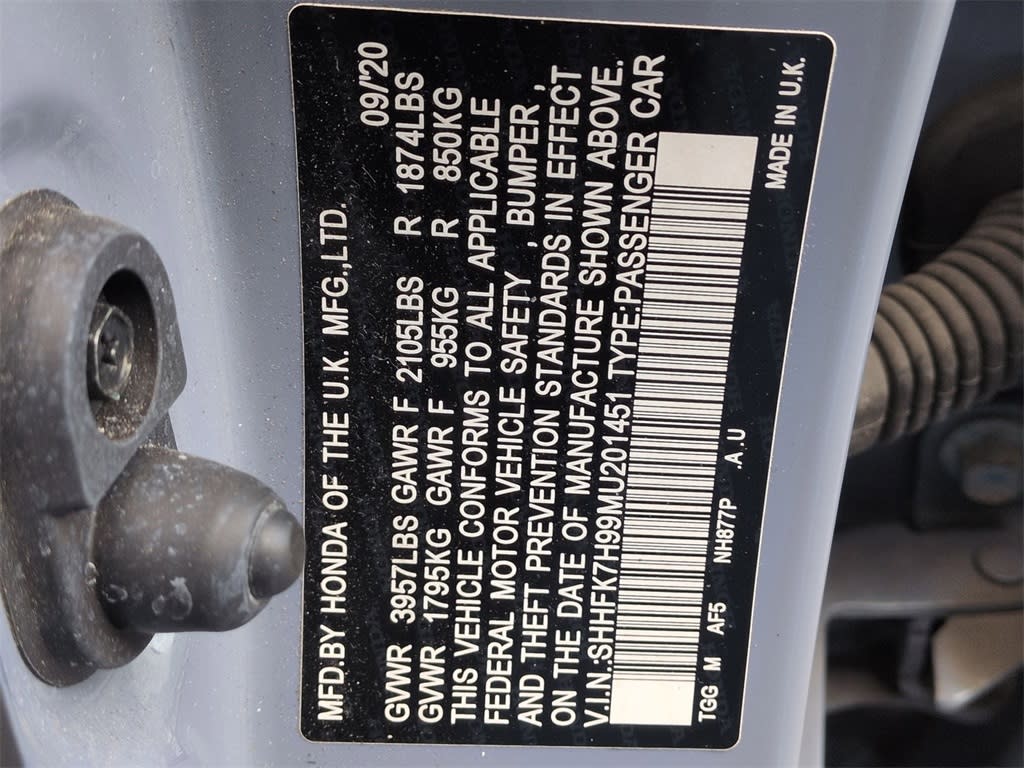 MFD.BY HONDA OF THE U.K. MFG.,LTD. 09/'20
GVWR 3957LBS GAWR F 2105LBS R 1874LBS
GVWR 1795KG GAWR F 955KG R 850KG
THIS VEHICLE CONFORMS TO ALL APPLICABLE
FEDERAL MOTOR VEHICLE SAFETY , BUMPER ,
AND THEFT PREVENTION STANDARDS IN EFFECT
ON THE DATE OF MANUFACTURE SHOWN ABOVE.
V.I.N.:SHHFK7H99MU201451 TYPE:PASSENGER CAR
TGG M AF5 NH877P .A.U
MADE IN U.K.